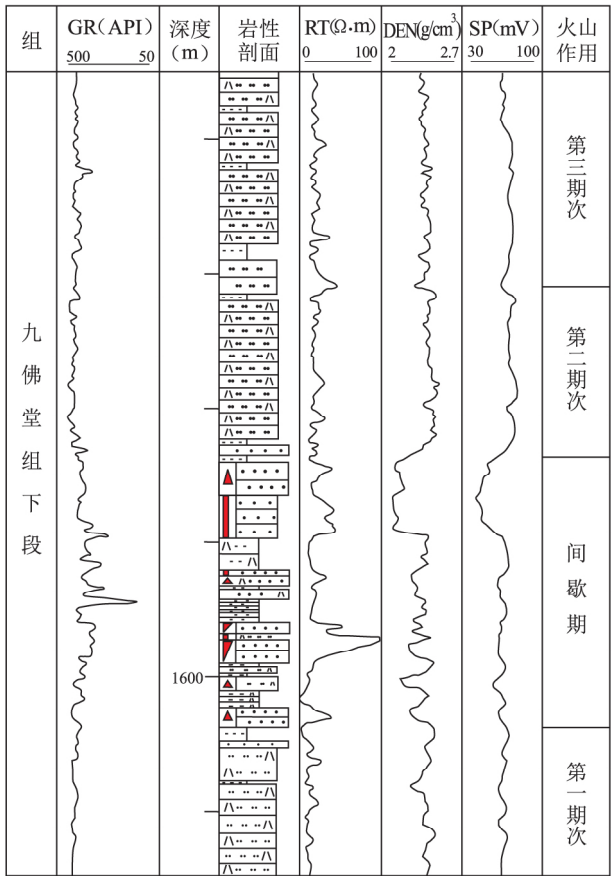 组
GR(API)
500 50
深度
(m)
岩性
剖面
RT(Ω·m)
0 100
DEN(g/cm³)
2 2.7
SP(mV)
30 100
火山
作用
九佛堂组下段
1600
第三期次
第二期次
间歇期
第一期次